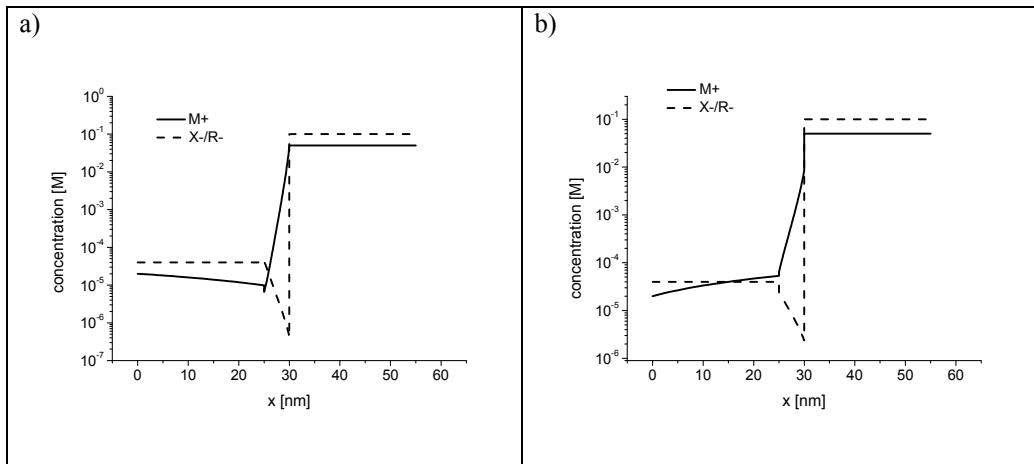 a)
M+
X-/R-
concentration [M]
10^0
10^-1
10^-2
10^-3
10^-4
10^-5
10^-6
10^-7
0 10 20 30 40 50 60
x [nm]
b)
M+
X-/R-
concentration [M]
10^-1
10^-2
10^-3
10^-4
10^-5
10^-6
0 10 20 30 40 50 60
x [nm]